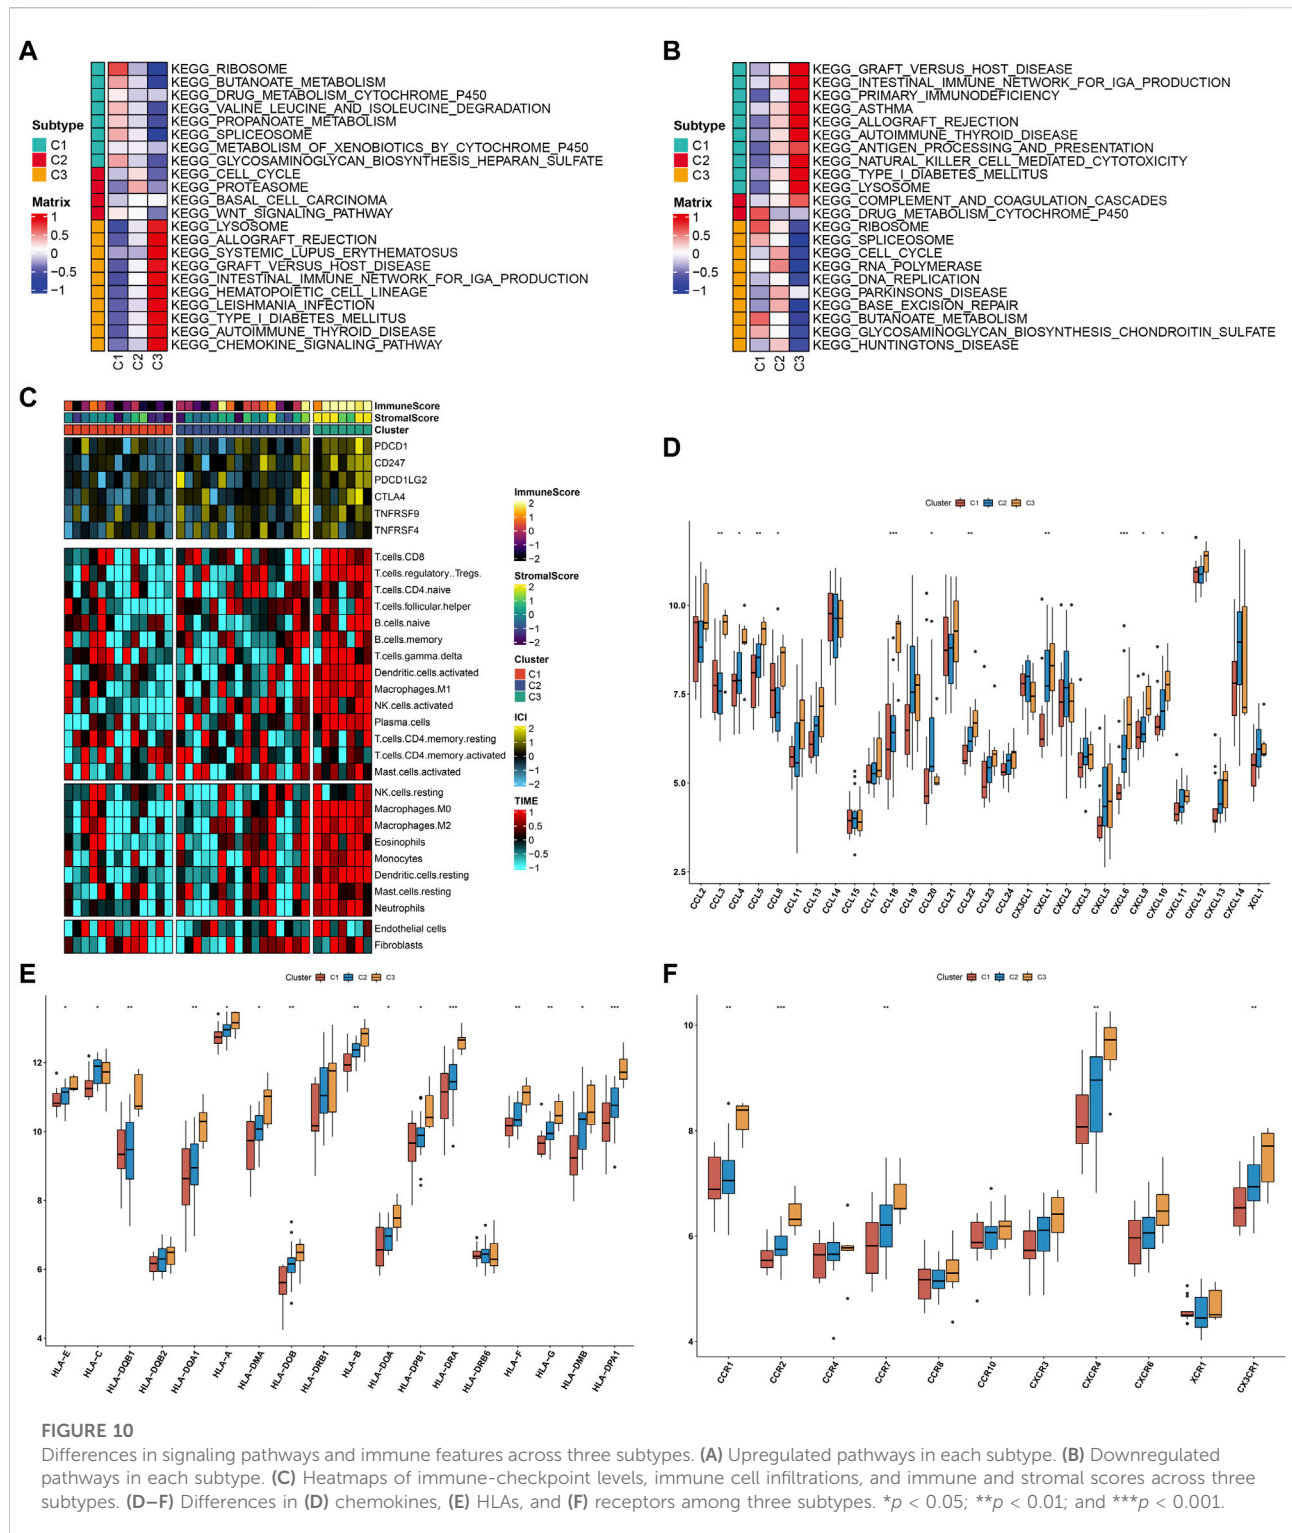 A
KEGG_RIBOSOME
KEGG_BUTANOATE_METABOLISM
KEGG_DRUG_METABOLISM_CYTOCHROME_P450
KEGG_VALINE_LEUCINE_AND_ISOLEUCINE_DEGRADATION
KEGG_PROPANOATE_METABOLISM
KEGG_SPLICEOSOME
KEGG_METABOLISM_OF_XENOBIOTICS_BY_CYTOCHROME_P450
KEGG_GLYCOSAMINOGLYCAN_BIOSYNTHESIS_HEPARAN_SULFATE
KEGG_CELL_CYCLE
KEGG_PROTEASOME
KEGG_BASAL_CELL_CARCINOMA
KEGG_WNT_SIGNALING_PATHWAY
KEGG_LYSOSOME
KEGG_ALLOGRAFT_REJECTION
KEGG_SYSTEMIC_LUPUS_ERYTHEMATOSUS
KEGG_GRAFT_VERSUS_HOST_DISEASE
KEGG_INTESTINAL_IMMUNE_NETWORK_FOR_IGA_PRODUCTION
KEGG_HEMATOPOIETIC_CELL_LINEAGE
KEGG_LEISHMANIA_INFECTION
KEGG_TYPE_I_DIABETES_MELLITUS
KEGG_AUTOIMMUNE_THYROID_DISEASE
KEGG_CHEMOKINE_SIGNALING_PATHWAY
Subtype
C1
C2
C3
Matrix
1
0.5
0
−0.5
−1
C1 C2 C3
B
KEGG_GRAFT_VERSUS_HOST_DISEASE
KEGG_INTESTINAL_IMMUNE_NETWORK_FOR_IGA_PRODUCTION
KEGG_PRIMARY_IMMUNODEFICIENCY
KEGG_ASTHMA
KEGG_ALLOGRAFT_REJECTION
KEGG_AUTOIMMUNE_THYROID_DISEASE
KEGG_ANTIGEN_PROCESSING_AND_PRESENTATION
KEGG_NATURAL_KILLER_CELL_MEDIATED_CYTOTOXICITY
KEGG_TYPE_I_DIABETES_MELLITUS
KEGG_LYSOSOME
KEGG_COMPLEMENT_AND_COAGULATION_CASCADES
KEGG_DRUG_METABOLISM_CYTOCHROME_P450
KEGG_RIBOSOME
KEGG_SPLICEOSOME
KEGG_CELL_CYCLE
KEGG_RNA_POLYMERASE
KEGG_DNA_REPLICATION
KEGG_PARKINSONS_DISEASE
KEGG_BASE_EXCISION_REPAIR
KEGG_BUTANOATE_METABOLISM
KEGG_GLYCOSAMINOGLYCAN_BIOSYNTHESIS_CHONDROITIN_SULFATE
KEGG_HUNTINGTONS_DISEASE
Subtype
C1
C2
C3
Matrix
1
0.5
0
−0.5
−1
C1 C2 C3
C
ImmuneScore
StromalScore
Cluster
PDCD1
CD247
PDCD1LG2
CTLA4
TNFRSF9
TNFRSF4
T.cells.CD8
T.cells.regulatory..Tregs.
T.cells.CD4.naive
T.cells.follicular.helper
B.cells.naive
B.cells.memory
T.cells.gamma.delta
Dendritic.cells.activated
Macrophages.M1
NK.cells.activated
Plasma.cells
T.cells.CD4.memory.resting
T.cells.CD4.memory.activated
Mast.cells.activated
NK.cells.resting
Macrophages.M0
Macrophages.M2
Eosinophils
Monocytes
Dendritic.cells.resting
Mast.cells.resting
Neutrophils
Endothelial cells
Fibroblasts
ImmuneScore
2
1
0
−1
−2
StromalScore
2
1
0
−1
−2
Cluster
C1
C2
C3
ICI
2
1
0
−1
−2
TIME
1
0.5
0
−0.5
−1
D
Cluster C1 C2 C3
** * ** * *** * ** ** *** * *
10.0
7.5
5.0
2.5
CCL2 CCL3 CCL4 CCL5 CCL8 CCL11 CCL13 CCL14 CCL15 CCL17 CCL18 CCL19 CCL20 CCL21 CCL22 CCL23 CCL24 CX3CL1 CXCL1 CXCL2 CXCL3 CXCL5 CXCL6 CXCL9 CXCL10 CXCL11 CXCL12 CXCL13 CXCL14 XCL1
E
Cluster C1 C2 C3
* * ** ** * * ** ** * * *** ** ** * ***
12
10
8
6
4
HLA−E HLA−C HLA−DQB1 HLA−DQB2 HLA−DQA1 HLA−A HLA−DMA HLA−DOB HLA−DRB1 HLA−B HLA−DOA HLA−DPB1 HLA−DRA HLA−DRB6 HLA−F HLA−G HLA−DMB HLA−DPA1
F
Cluster C1 C2 C3
** *** ** ** **
10
8
6
4
CCR1 CCR2 CCR4 CCR7 CCR8 CCR10 CXCR3 CXCR4 CXCR6 XCR1 CX3CR1
FIGURE 10
Differences in signaling pathways and immune features across three subtypes. (A) Upregulated pathways in each subtype. (B) Downregulated
pathways in each subtype. (C) Heatmaps of immune-checkpoint levels, immune cell infiltrations, and immune and stromal scores across three
subtypes. (D–F) Differences in (D) chemokines, (E) HLAs, and (F) receptors among three subtypes. *p < 0.05; **p < 0.01; and ***p < 0.001.